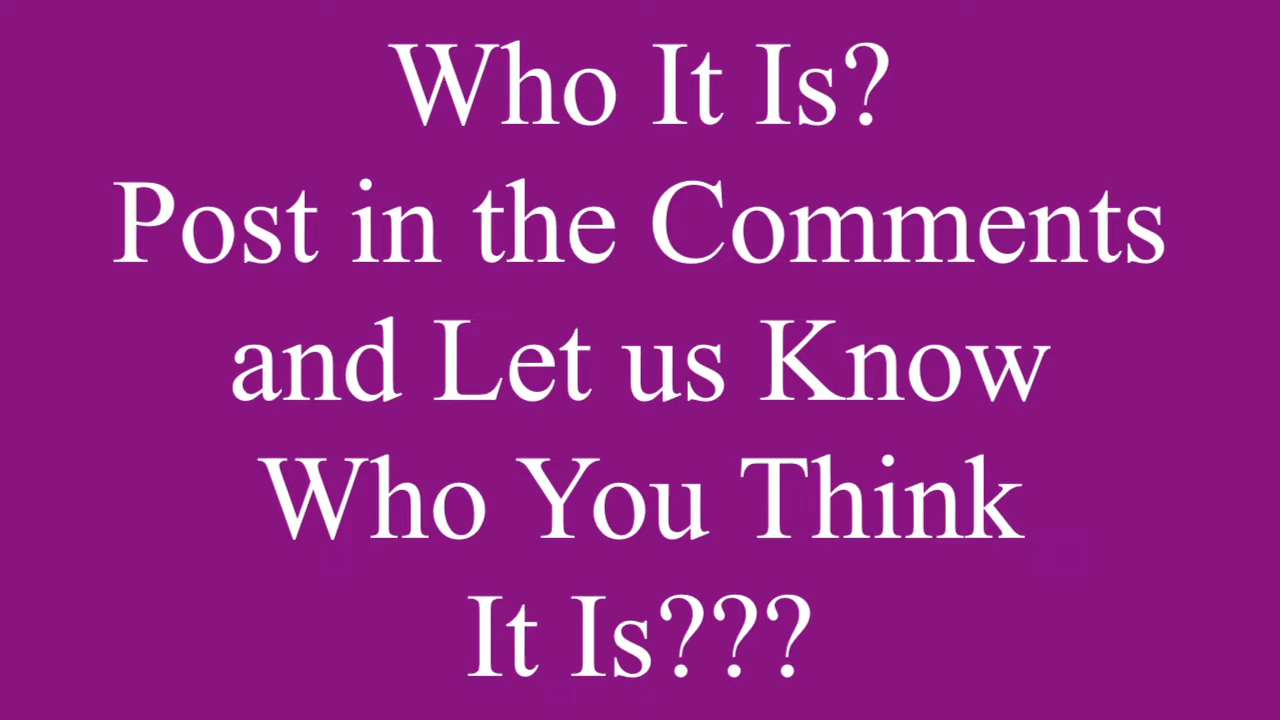 Who It Is?
Post in the Comments
and Let us Know
Who You Think
It Is???